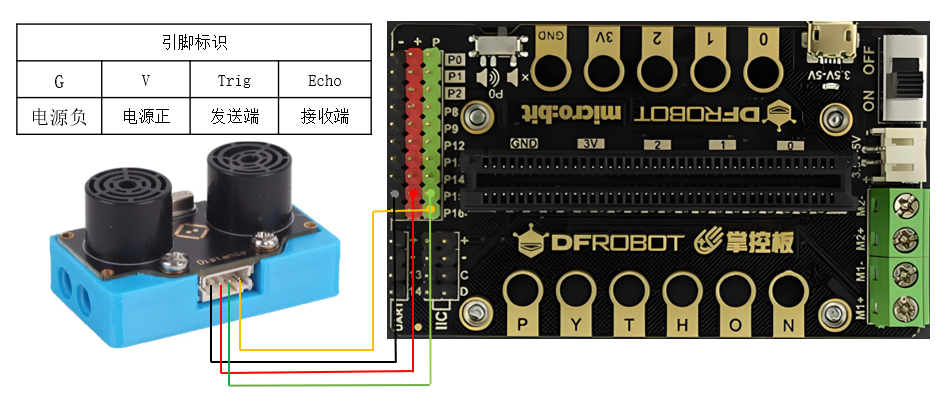 引脚标识
G V Trig Echo
电源负 电源正 发送端 接收端
- + P
P0
P1
P2
P8
P9
P12
P13
P14
P15
P16
P0
GND 3V 2 1 0
3.5V-5V
OFF
ON
micro:bit DFROBOT
GND 3V 2 1 0
3.5V-5V
DFROBOT 掌控板
M2-
M2+
M1-
M1+
+
-
C
D
UART
IIC
P Y T H O N